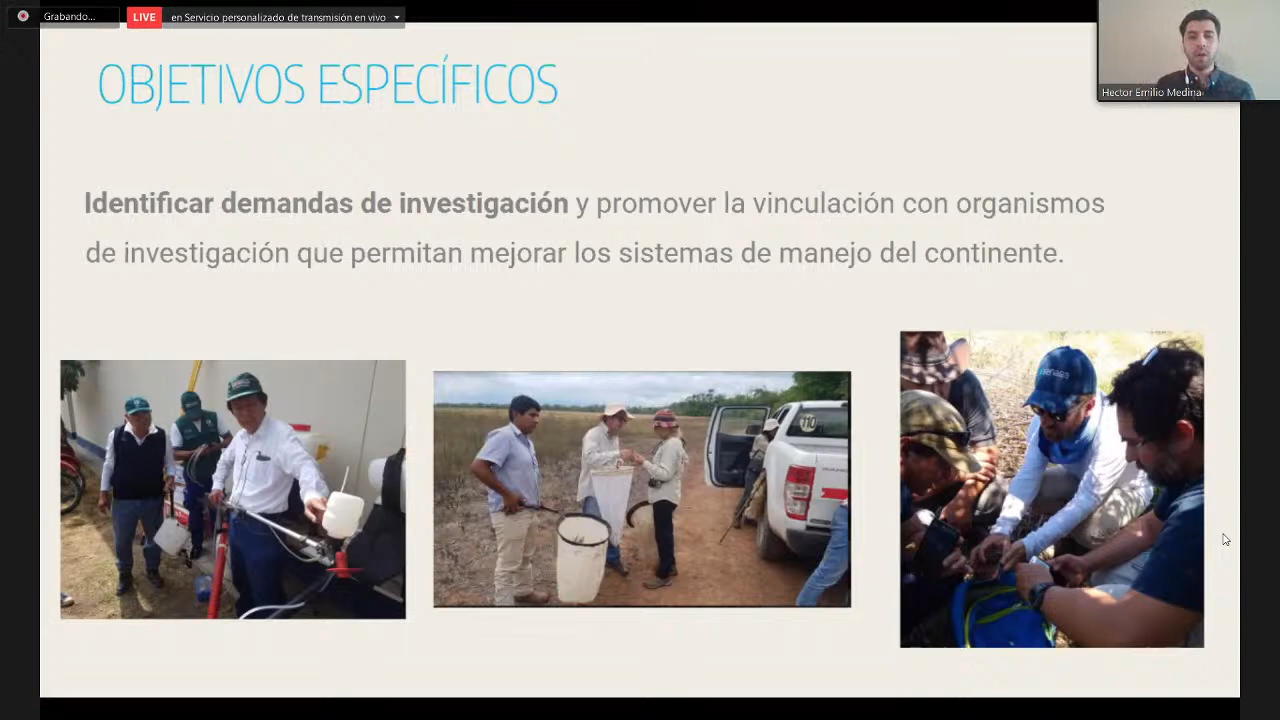 Grabando...
LIVE en Servicio personalizado de transmisión en vivo
Hector Emilio Medina
OBJETIVOS ESPECÍFICOS
Identificar demandas de investigación y promover la vinculación con organismos
de investigación que permitan mejorar los sistemas de manejo del continente.
110